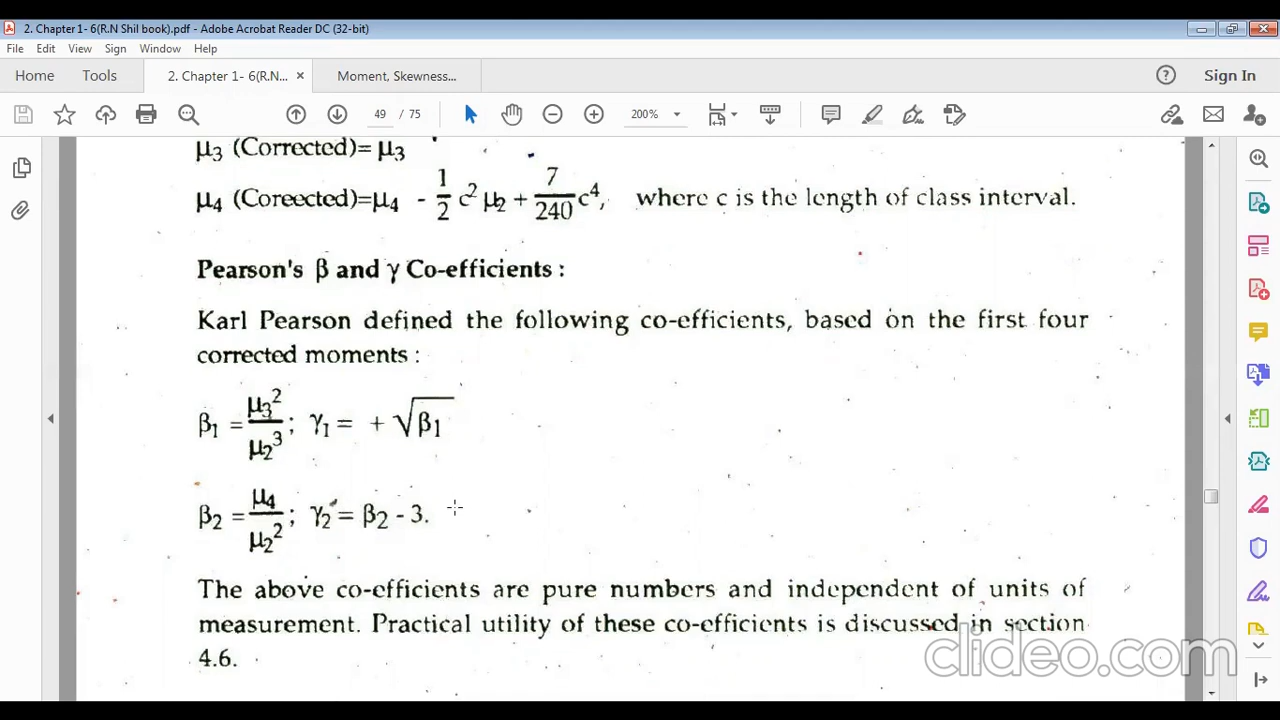 2. Chapter 1- 6(R.N Shil book).pdf - Adobe Acrobat Reader DC (32-bit)
File Edit View Sign Window Help
Home Tools 2. Chapter 1- 6(R.N... × Moment, Skewness... Sign In
49 / 75 200%
μ₃ (Corrected)= μ₃
μ₄ (Coreected)=μ₄ - 1/2 c² μ₂ + 7/240 c⁴, where c is the length of class interval.
Pearson's β and γ Co-efficients :
Karl Pearson defined the following co-efficients, based on the first four
corrected moments :
β₁ = μ₃²/μ₂³; γ₁ = + √β₁
β₂ = μ₄/μ₂²; γ₂ = β₂ - 3.
The above co-efficients are pure numbers and independent of units of
measurement. Practical utility of these co-efficients is discussed in section
4.6.
clideo.com